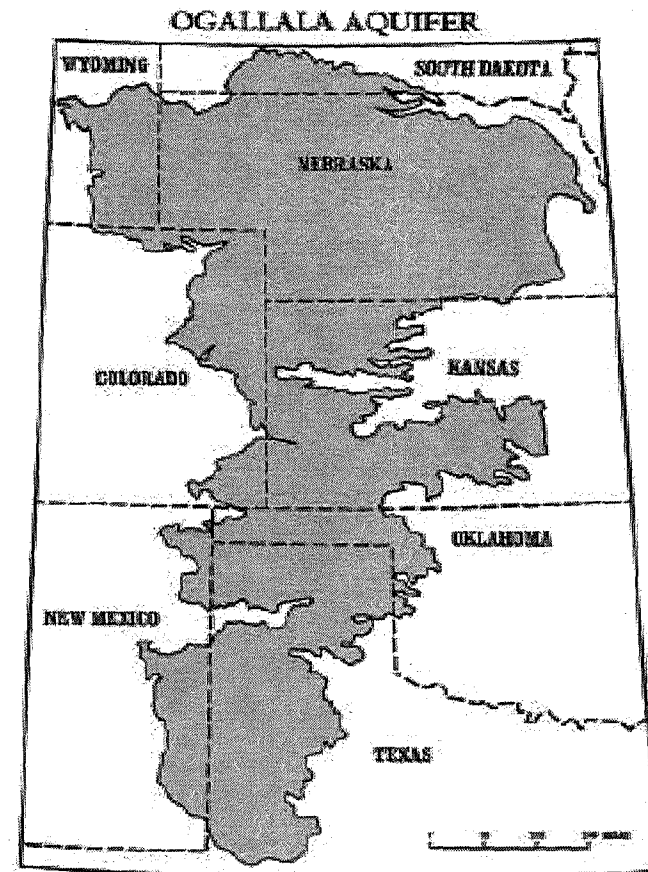 OGALLALA AQUIFER
WYOMING
SOUTH DAKOTA
NEBRASKA
COLORADO
KANSAS
OKLAHOMA
NEW MEXICO
TEXAS